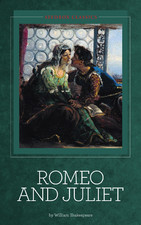 ROMEO
AND JULIET
by William Shakespeare